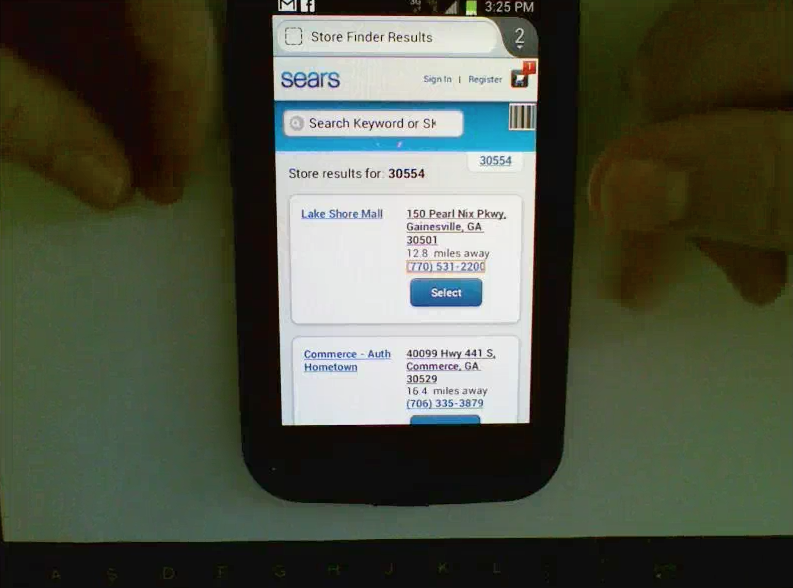 3G 3:25 PM
Store Finder Results 2
sears Sign In | Register 1
Search Keyword or Sk
30554
Store results for: 30554
Lake Shore Mall
150 Pearl Nix Pkwy,
Gainesville, GA
30501
12.8 miles away
(770) 531-2200
Select
Commerce - Auth
Hometown
40099 Hwy 441 S,
Commerce, GA
30529
16.4 miles away
(706) 335-3879
A S D F G H J K L